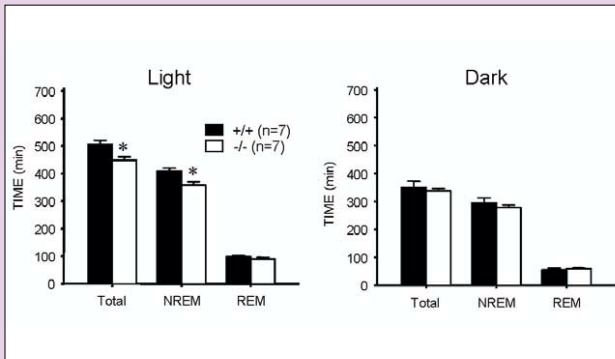 Light
TIME (min)
700
600
500
400
300
200
100
0
+/+ (n=7)
-/- (n=7)
*
*
Total NREM REM
Dark
TIME (min)
700
600
500
400
300
200
100
0
Total NREM REM